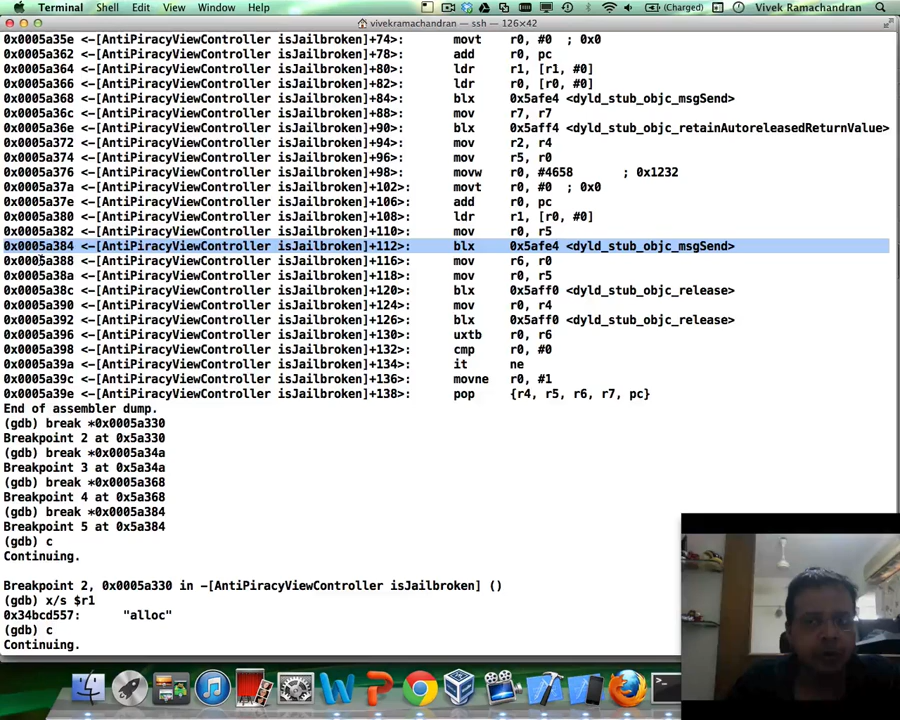 Terminal Shell Edit View Window Help (Charged) Vivek Ramachandran
vivekramachandran — ssh — 126×42
0x0005a35e <-[AntiPiracyViewController isJailbroken]+74>: movt r0, #0 ; 0x0
0x0005a362 <-[AntiPiracyViewController isJailbroken]+78>: add r0, pc
0x0005a364 <-[AntiPiracyViewController isJailbroken]+80>: ldr r1, [r1, #0]
0x0005a366 <-[AntiPiracyViewController isJailbroken]+82>: ldr r0, [r0, #0]
0x0005a368 <-[AntiPiracyViewController isJailbroken]+84>: blx 0x5afe4 <dyld_stub_objc_msgSend>
0x0005a36c <-[AntiPiracyViewController isJailbroken]+88>: mov r7, r7
0x0005a36e <-[AntiPiracyViewController isJailbroken]+90>: blx 0x5aff4 <dyld_stub_objc_retainAutoreleasedReturnValue>
0x0005a372 <-[AntiPiracyViewController isJailbroken]+94>: mov r2, r4
0x0005a374 <-[AntiPiracyViewController isJailbroken]+96>: mov r5, r0
0x0005a376 <-[AntiPiracyViewController isJailbroken]+98>: movw r0, #4658 ; 0x1232
0x0005a37a <-[AntiPiracyViewController isJailbroken]+102>: movt r0, #0 ; 0x0
0x0005a37e <-[AntiPiracyViewController isJailbroken]+106>: add r0, pc
0x0005a380 <-[AntiPiracyViewController isJailbroken]+108>: ldr r1, [r0, #0]
0x0005a382 <-[AntiPiracyViewController isJailbroken]+110>: mov r0, r5
0x0005a384 <-[AntiPiracyViewController isJailbroken]+112>: blx 0x5afe4 <dyld_stub_objc_msgSend>
0x0005a388 <-[AntiPiracyViewController isJailbroken]+116>: mov r6, r0
0x0005a38a <-[AntiPiracyViewController isJailbroken]+118>: mov r0, r5
0x0005a38c <-[AntiPiracyViewController isJailbroken]+120>: blx 0x5aff0 <dyld_stub_objc_release>
0x0005a390 <-[AntiPiracyViewController isJailbroken]+124>: mov r0, r4
0x0005a392 <-[AntiPiracyViewController isJailbroken]+126>: blx 0x5aff0 <dyld_stub_objc_release>
0x0005a396 <-[AntiPiracyViewController isJailbroken]+130>: uxtb r0, r6
0x0005a398 <-[AntiPiracyViewController isJailbroken]+132>: cmp r0, #0
0x0005a39a <-[AntiPiracyViewController isJailbroken]+134>: it ne
0x0005a39c <-[AntiPiracyViewController isJailbroken]+136>: movne r0, #1
0x0005a39e <-[AntiPiracyViewController isJailbroken]+138>: pop {r4, r5, r6, r7, pc}
End of assembler dump.
(gdb) break *0x0005a330
Breakpoint 2 at 0x5a330
(gdb) break *0x0005a34a
Breakpoint 3 at 0x5a34a
(gdb) break *0x0005a368
Breakpoint 4 at 0x5a368
(gdb) break *0x0005a384
Breakpoint 5 at 0x5a384
(gdb) c
Continuing.
Breakpoint 2, 0x0005a330 in -[AntiPiracyViewController isJailbroken] ()
(gdb) x/s $r1
0x34bcd557: "alloc"
(gdb) c
Continuing.